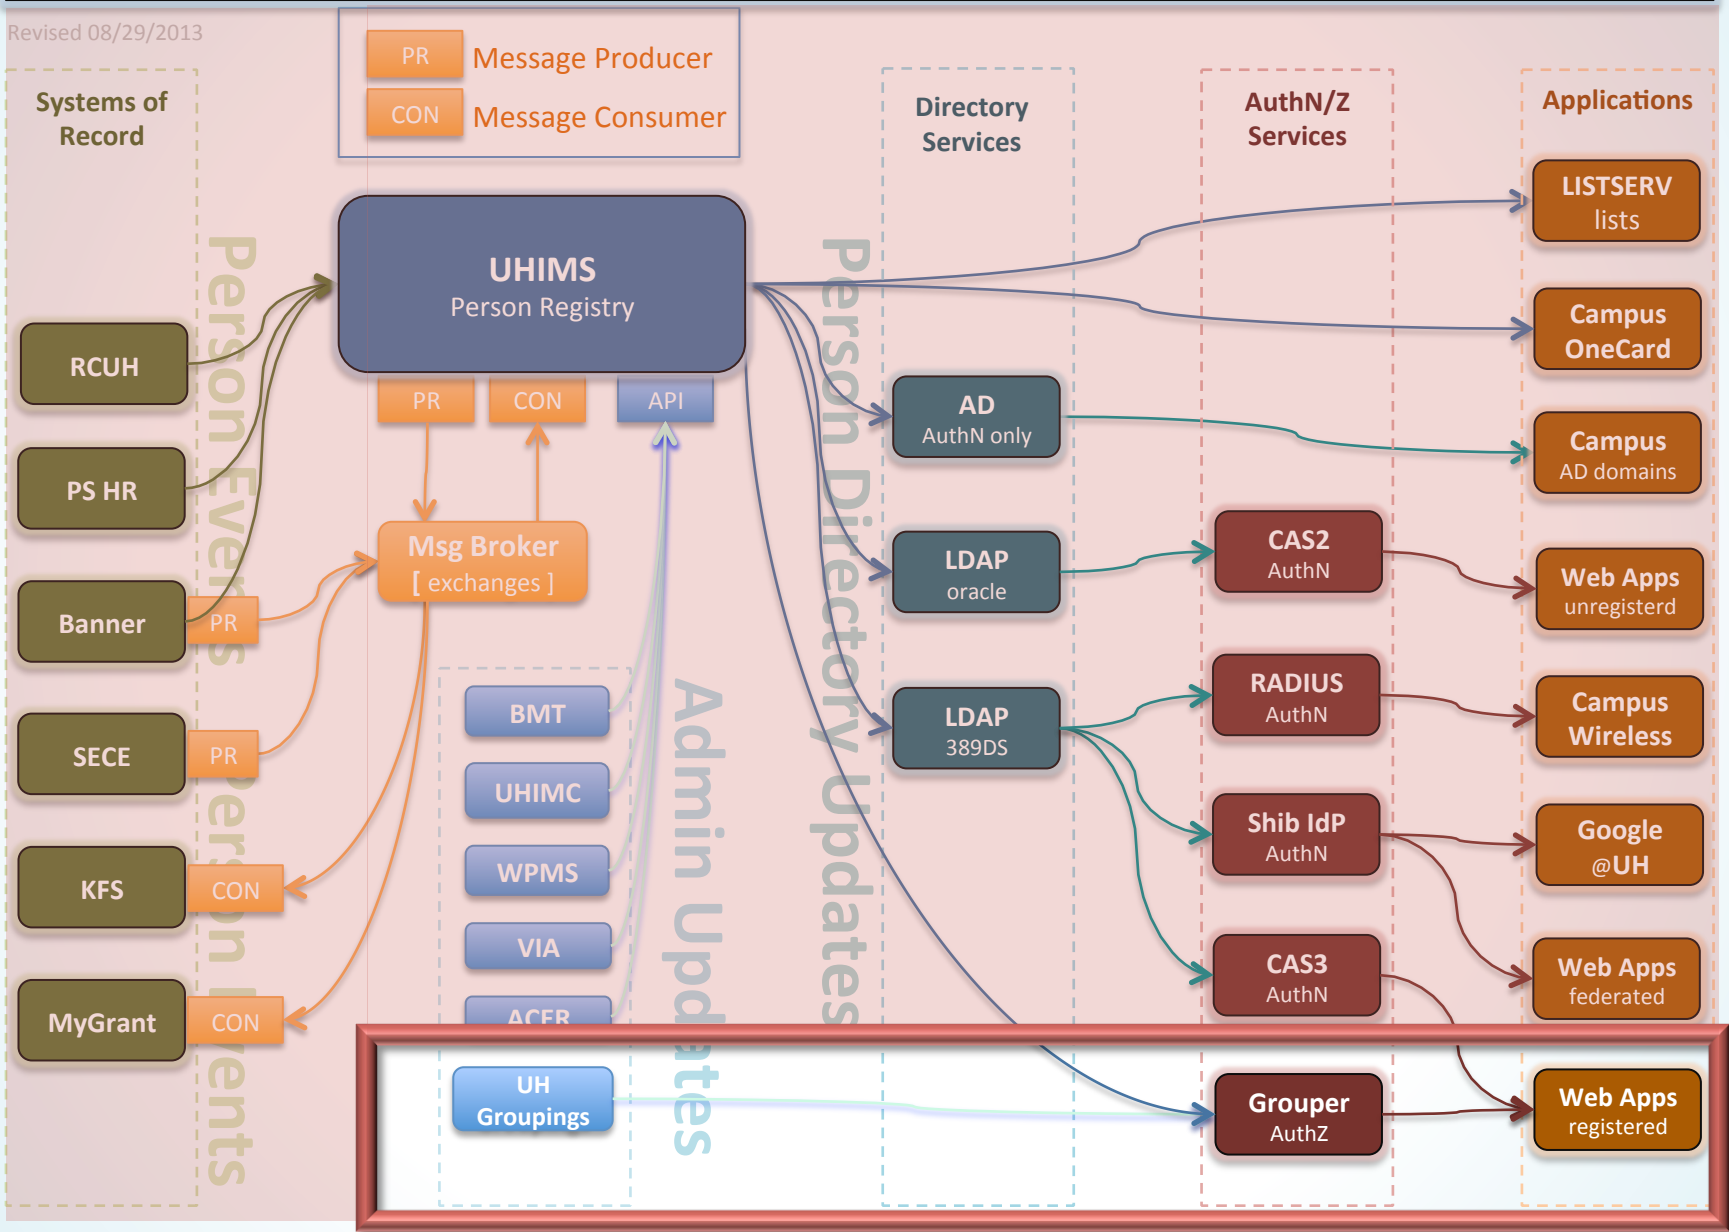 Revised 08/29/2013
PR
Message Producer
CON
Message Consumer
Systems of
Record
Directory
Services
AuthN/Z
Services
Applications
Person Events
Person Events
Admin Updates
Person Directory Updates
UHIMS
Person Registry
PR
CON
API
RCUH
PS HR
Banner
PR
SECE
PR
KFS
CON
MyGrant
CON
Msg Broker
[ exchanges ]
BMT
UHIMC
WPMS
VIA
ACER
UH
Groupings
AD
AuthN only
LDAP
oracle
LDAP
389DS
CAS2
AuthN
RADIUS
AuthN
Shib IdP
AuthN
CAS3
AuthN
Grouper
AuthZ
LISTSERV
lists
Campus
OneCard
Campus
AD domains
Web Apps
unregisterd
Campus
Wireless
Google
@UH
Web Apps
federated
Web Apps
registered